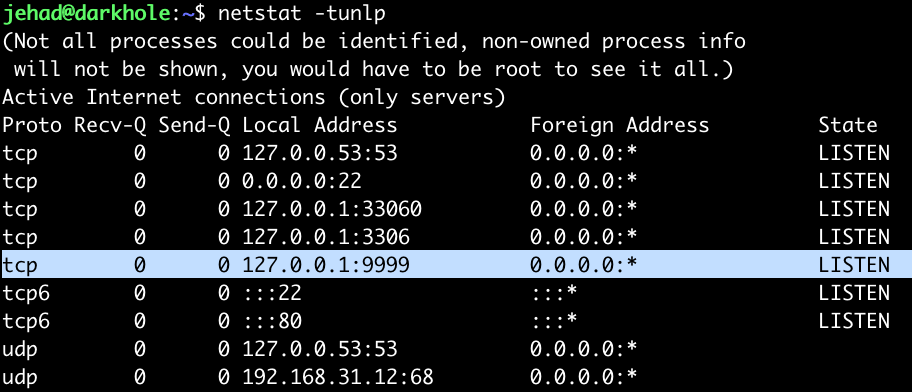 jehad@darkhole:~$ netstat -tunlp
(Not all processes could be identified, non-owned process info
 will not be shown, you would have to be root to see it all.)
Active Internet connections (only servers)
Proto Recv-Q Send-Q Local Address           Foreign Address         State
tcp        0      0 127.0.0.53:53           0.0.0.0:*               LISTEN
tcp        0      0 0.0.0.0:22              0.0.0.0:*               LISTEN
tcp        0      0 127.0.0.1:33060         0.0.0.0:*               LISTEN
tcp        0      0 127.0.0.1:3306          0.0.0.0:*               LISTEN
tcp        0      0 127.0.0.1:9999          0.0.0.0:*               LISTEN
tcp6       0      0 :::22                   :::*                    LISTEN
tcp6       0      0 :::80                   :::*                    LISTEN
udp        0      0 127.0.0.53:53           0.0.0.0:*
udp        0      0 192.168.31.12:68        0.0.0.0:*